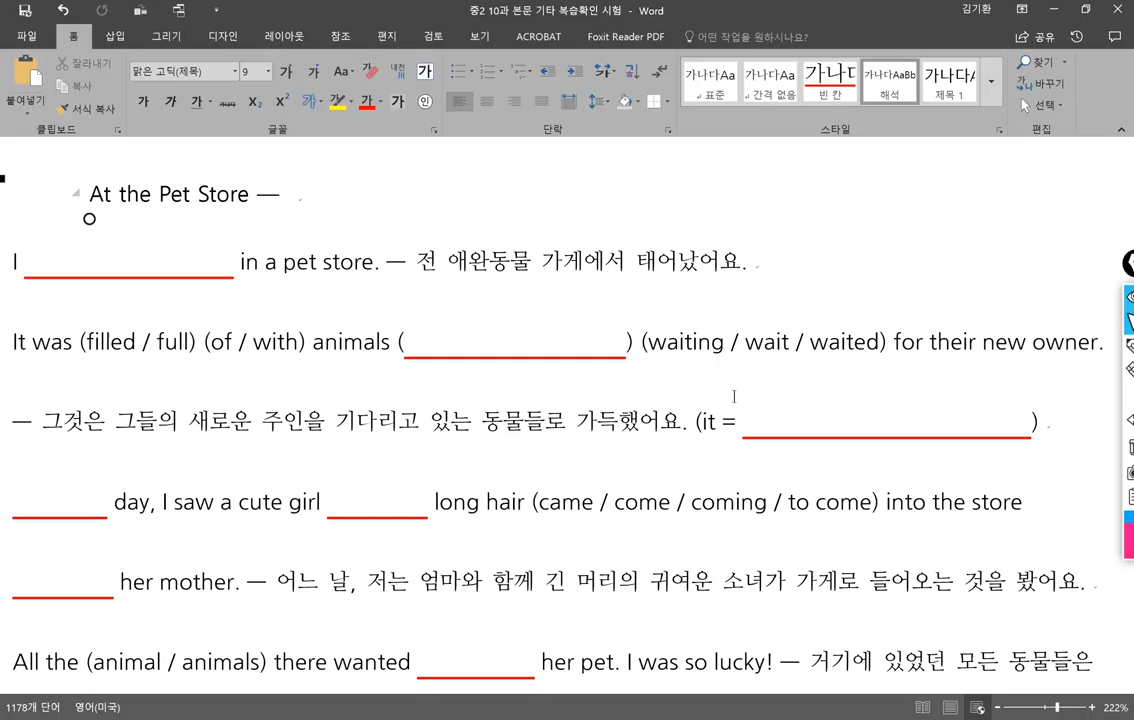 중2 10과 본문 기타 복습확인 시험 - Word
김기환
파일 홈 삽입 그리기 디자인 레이아웃 참조 편지 검토 보기 ACROBAT Foxit Reader PDF 어떤 작업을 원하시나요? 공유
붙여넣기
잘라내기
복사
서식 복사
맑은 고딕(제목) 9
가나다Aa 가나다Aa 가나다 가나다AaBb 가나다
표준 간격 없음 빈 칸 해석 제목 1
찾기
바꾸기
선택
클립보드 글꼴 단락 스타일 편집
At the Pet Store —
I in a pet store. — 전 애완동물 가게에서 태어났어요.
It was (filled / full) (of / with) animals ( ) (waiting / wait / waited) for their new owner.
— 그것은 그들의 새로운 주인을 기다리고 있는 동물들로 가득했어요. (it = )
day, I saw a cute girl long hair (came / come / coming / to come) into the store
her mother. — 어느 날, 저는 엄마와 함께 긴 머리의 귀여운 소녀가 가게로 들어오는 것을 봤어요.
All the (animal / animals) there wanted her pet. I was so lucky! — 거기에 있었던 모든 동물들은
1178개 단어 영어(미국) 222%